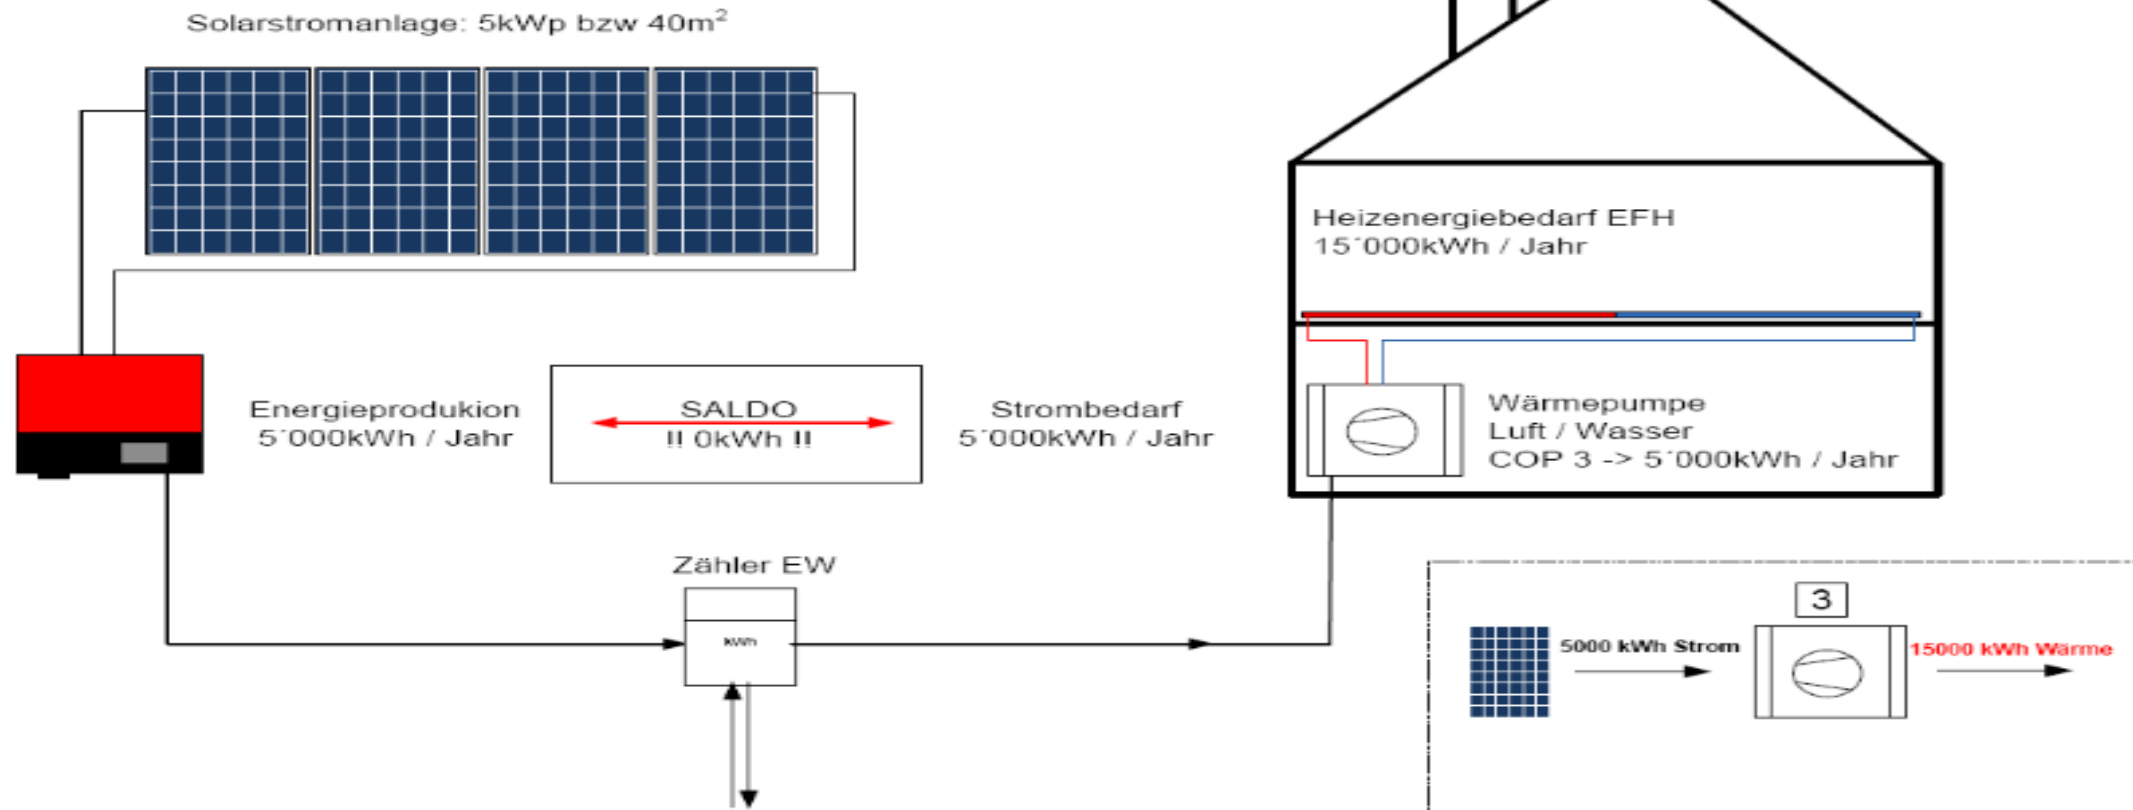 Solarstromanlage: 5kWp bzw 40m²
Heizenergiebedarf EFH
15´000kWh / Jahr
Energieprodukion
5´000kWh / Jahr
SALDO
!! 0kWh !!
Strombedarf
5´000kWh / Jahr
Wärmepumpe
Luft / Wasser
COP 3 -> 5´000kWh / Jahr
Zähler EW
kWh
3
5000 kWh Strom
15000 kWh Wärme